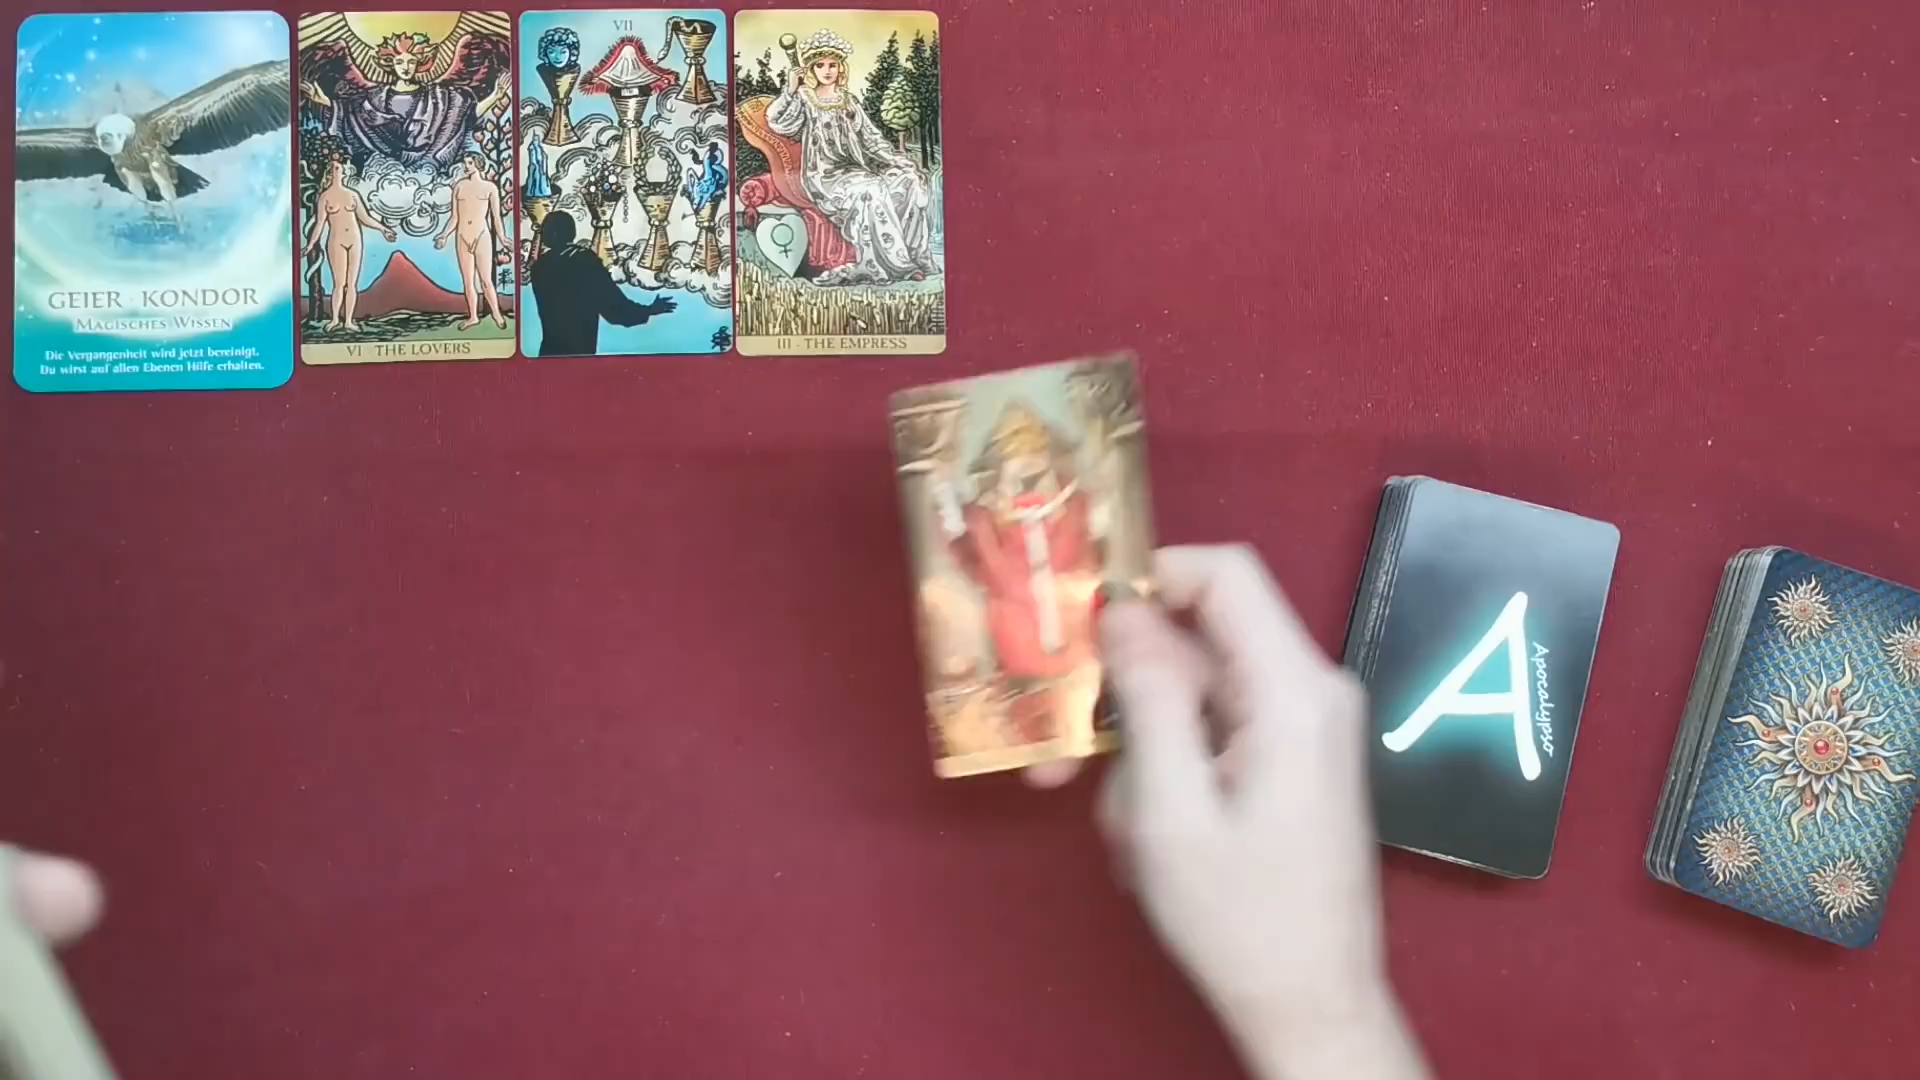 GEIER · KONDOR
MAGISCHES WISSEN
Die Vergangenheit wird jetzt bereinigt.
Du wirst auf allen Ebenen Hilfe erhalten.
VI THE LOVERS
VII
III · THE EMPRESS
A
Apocalypso